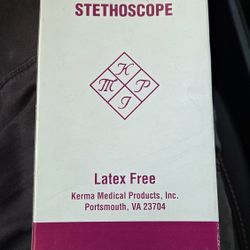 STETHOSCOPE
K
M P
I
Latex Free
Kerma Medical Products, Inc.
Portsmouth, VA 23704